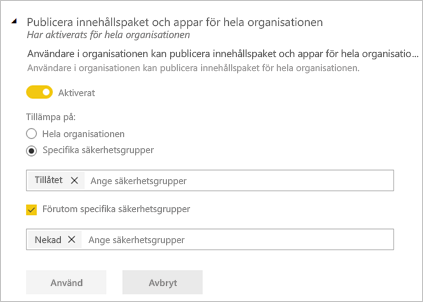 Publicera innehållspaket och appar för hela organisationen
Har aktiverats för hela organisationen
Användare i organisationen kan publicera innehållspaket och appar för hela organisatio...
Användare i organisationen kan publicera innehållspaket för hela organisationen.
Aktiverat
Tillämpa på:
Hela organisationen
Specifika säkerhetsgrupper
Tillåtet Ange säkerhetsgrupper
Förutom specifika säkerhetsgrupper
Nekad Ange säkerhetsgrupper
Använd Avbryt